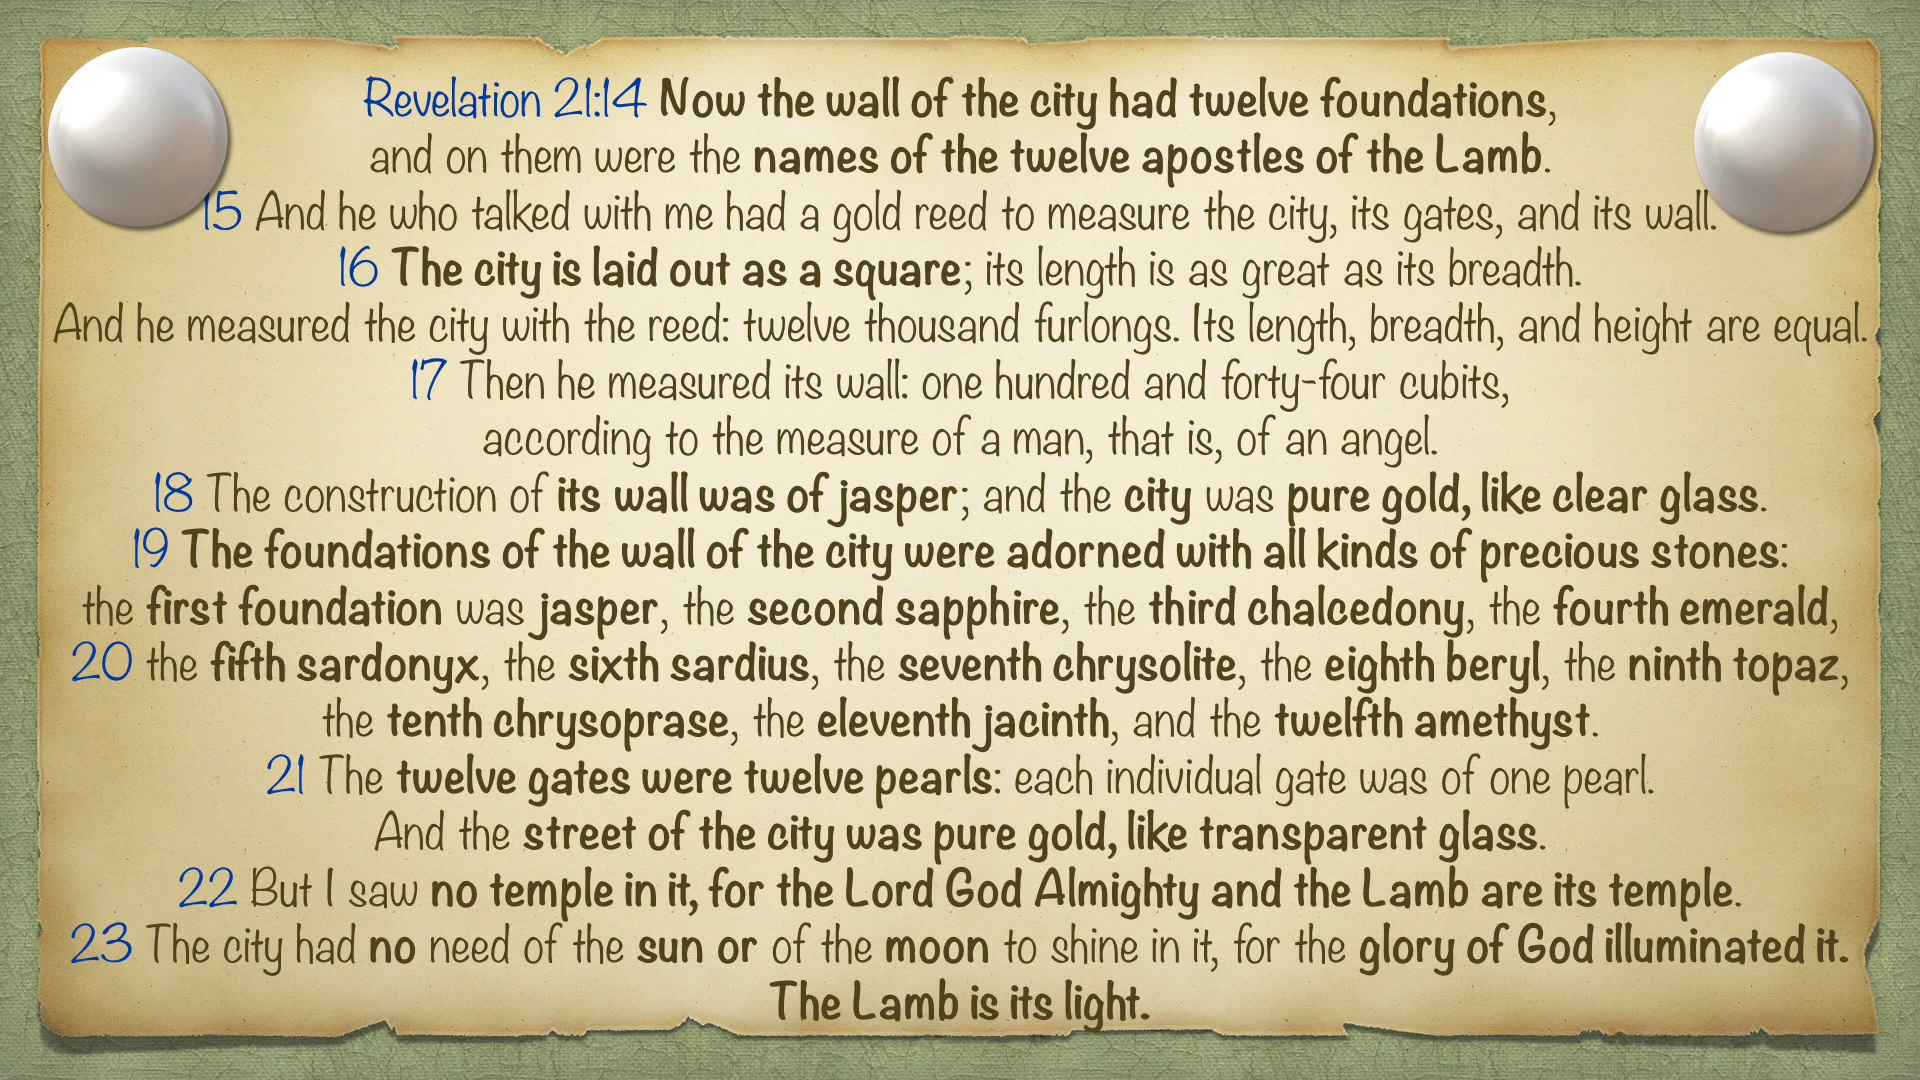 Revelation 21:14 Now the wall of the city had twelve foundations,
and on them were the names of the twelve apostles of the Lamb.
15 And he who talked with me had a gold reed to measure the city, its gates, and its wall.
16 The city is laid out as a square; its length is as great as its breadth.
And he measured the city with the reed: twelve thousand furlongs. Its length, breadth, and height are equal.
17 Then he measured its wall: one hundred and forty-four cubits,
according to the measure of a man, that is, of an angel.
18 The construction of its wall was of jasper; and the city was pure gold, like clear glass.
19 The foundations of the wall of the city were adorned with all kinds of precious stones:
the first foundation was jasper, the second sapphire, the third chalcedony, the fourth emerald,
20 the fifth sardonyx, the sixth sardius, the seventh chrysolite, the eighth beryl, the ninth topaz,
the tenth chrysoprase, the eleventh jacinth, and the twelfth amethyst.
21 The twelve gates were twelve pearls: each individual gate was of one pearl.
And the street of the city was pure gold, like transparent glass.
22 But I saw no temple in it, for the Lord God Almighty and the Lamb are its temple.
23 The city had no need of the sun or of the moon to shine in it, for the glory of God illuminated it.
The Lamb is its light.